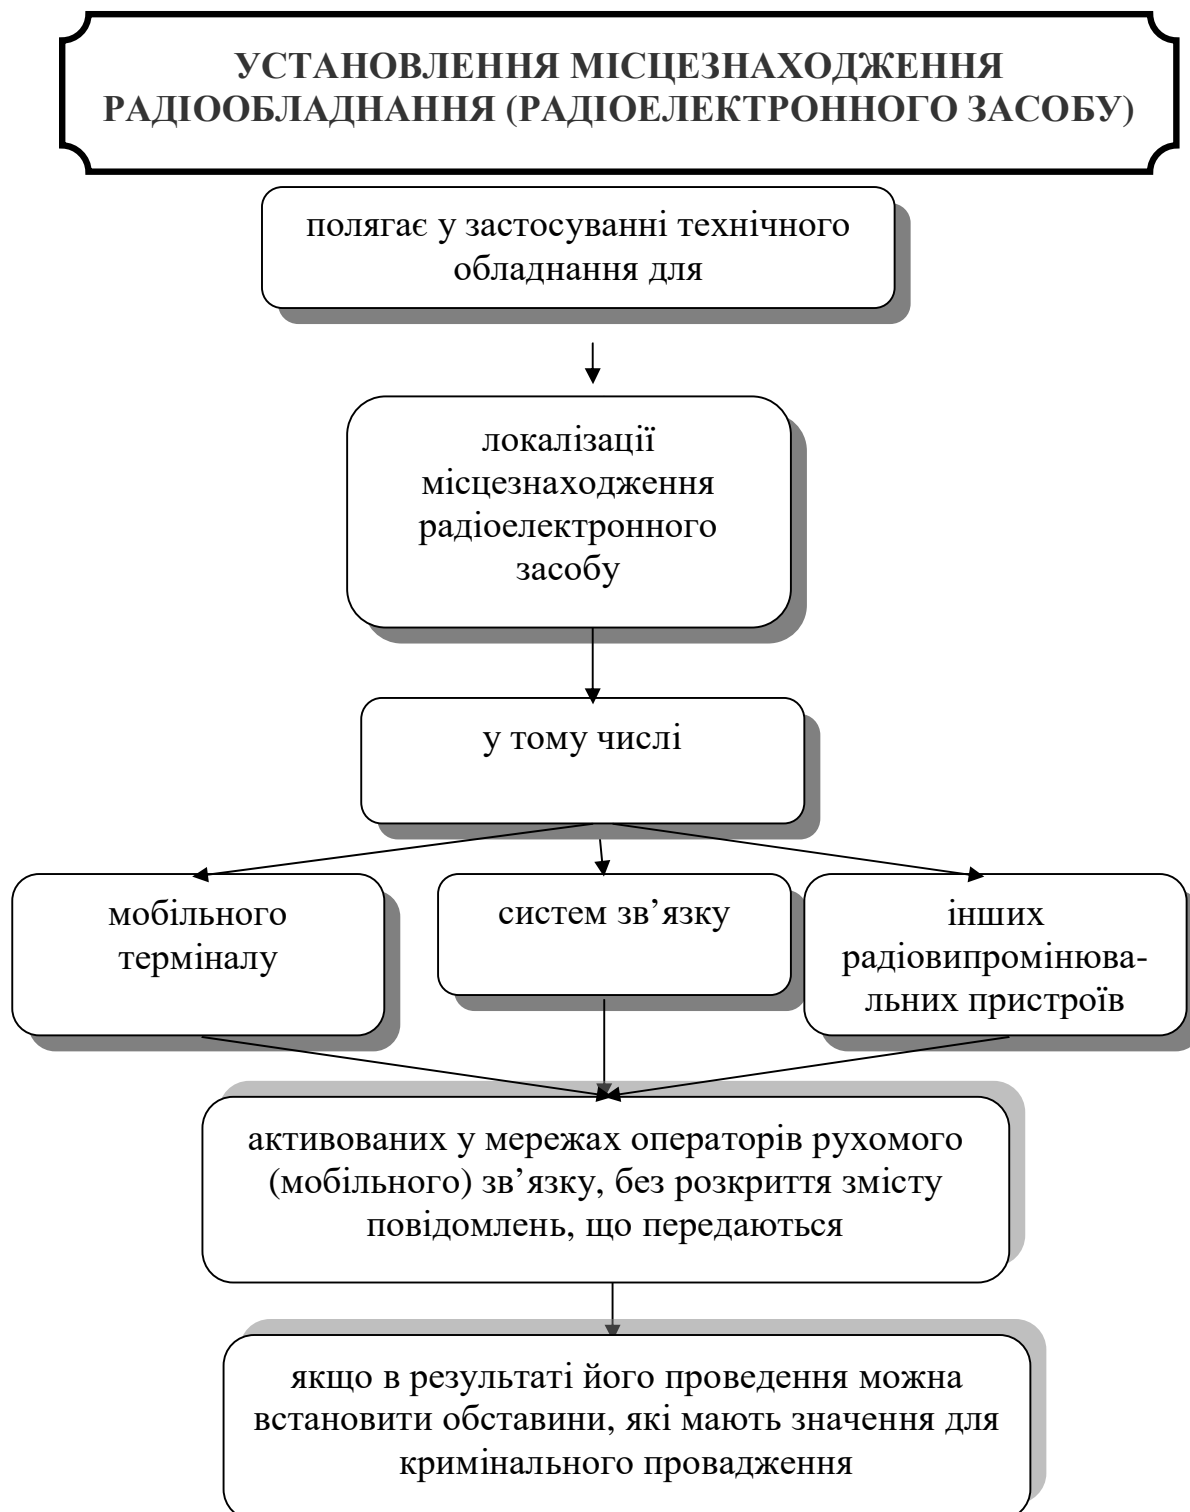 УСТАНОВЛЕННЯ МІСЦЕЗНАХОДЖЕННЯ
РАДІООБЛАДНАННЯ (РАДІОЕЛЕКТРОННОГО ЗАСОБУ)
полягає у застосуванні технічного
обладнання для
локалізації
місцезнаходження
радіоелектронного
засобу
у тому числі
мобільного
терміналу
систем зв’язку
інших
радіовипромінюва-
льних пристроїв
активованих у мережах операторів рухомого
(мобільного) зв’язку, без розкриття змісту
повідомлень, що передаються
якщо в результаті його проведення можна
встановити обставини, які мають значення для
кримінального провадження